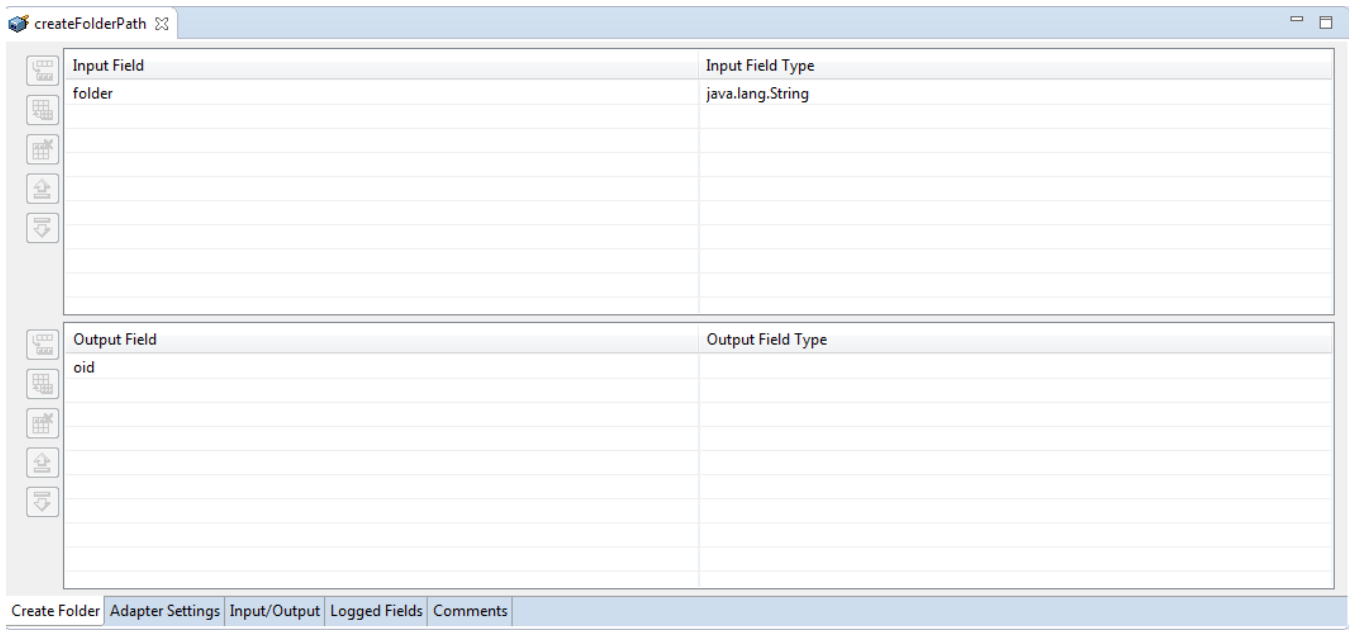 createFolderPath
Input Field Input Field Type
folder java.lang.String
Output Field Output Field Type
oid
Create Folder Adapter Settings Input/Output Logged Fields Comments